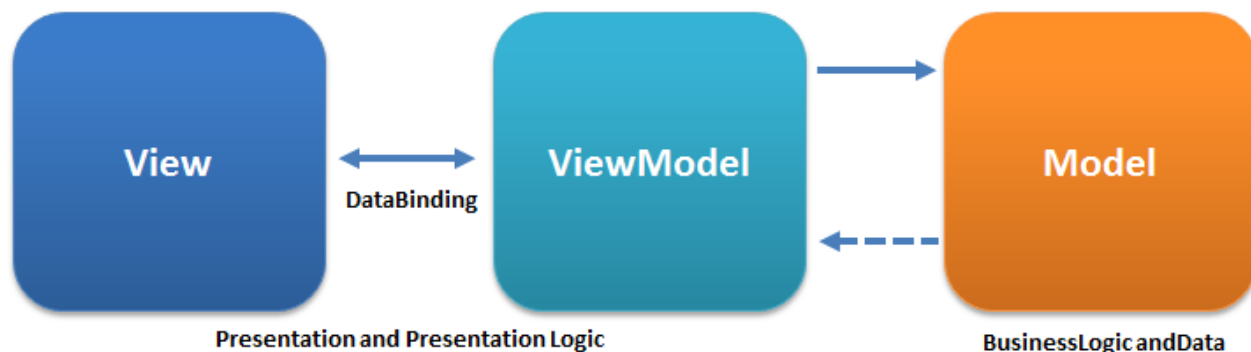 View
DataBinding
ViewModel
Model
Presentation and Presentation Logic
BusinessLogic andData